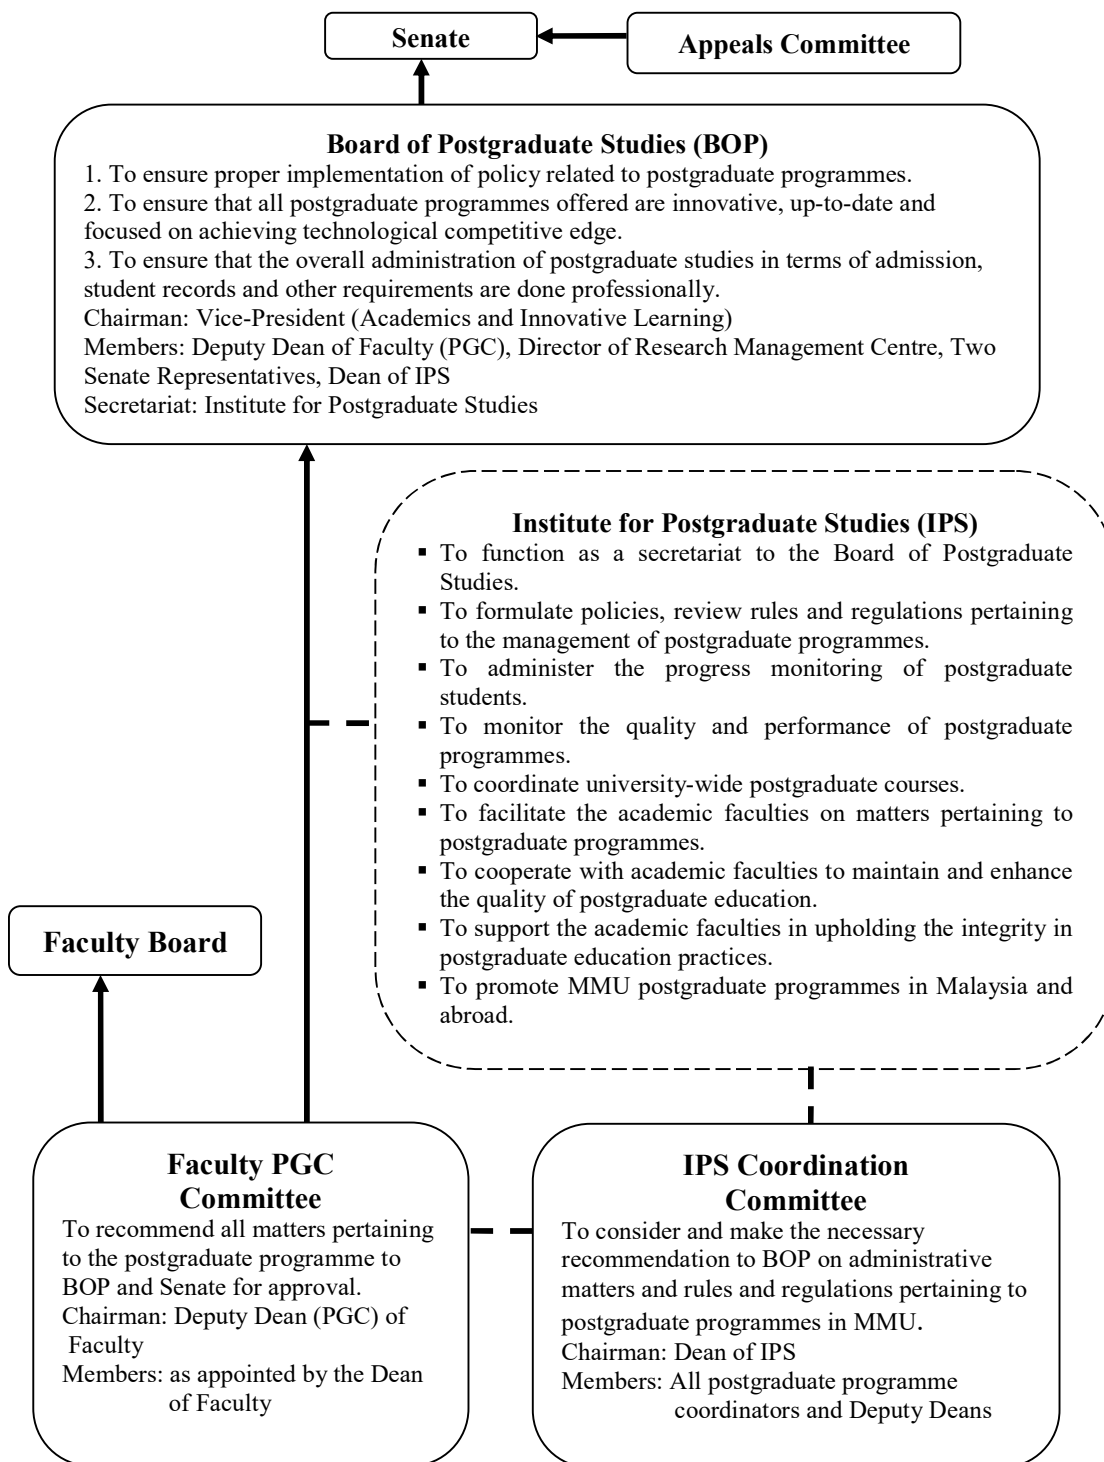 Senate
Appeals Committee
Board of Postgraduate Studies (BOP)
1. To ensure proper implementation of policy related to postgraduate programmes.
2. To ensure that all postgraduate programmes offered are innovative, up-to-date and
focused on achieving technological competitive edge.
3. To ensure that the overall administration of postgraduate studies in terms of admission,
student records and other requirements are done professionally.
Chairman: Vice-President (Academics and Innovative Learning)
Members: Deputy Dean of Faculty (PGC), Director of Research Management Centre, Two
Senate Representatives, Dean of IPS
Secretariat: Institute for Postgraduate Studies
Institute for Postgraduate Studies (IPS)
▪ To function as a secretariat to the Board of Postgraduate
Studies.
▪ To formulate policies, review rules and regulations pertaining
to the management of postgraduate programmes.
▪ To administer the progress monitoring of postgraduate
students.
▪ To monitor the quality and performance of postgraduate
programmes.
▪ To coordinate university-wide postgraduate courses.
▪ To facilitate the academic faculties on matters pertaining to
postgraduate programmes.
▪ To cooperate with academic faculties to maintain and enhance
the quality of postgraduate education.
▪ To support the academic faculties in upholding the integrity in
postgraduate education practices.
▪ To promote MMU postgraduate programmes in Malaysia and
abroad.
Faculty Board
Faculty PGC
Committee
To recommend all matters pertaining
to the postgraduate programme to
BOP and Senate for approval.
Chairman: Deputy Dean (PGC) of
Faculty
Members: as appointed by the Dean
of Faculty
IPS Coordination
Committee
To consider and make the necessary
recommendation to BOP on administrative
matters and rules and regulations pertaining to
postgraduate programmes in MMU.
Chairman: Dean of IPS
Members: All postgraduate programme
coordinators and Deputy Deans